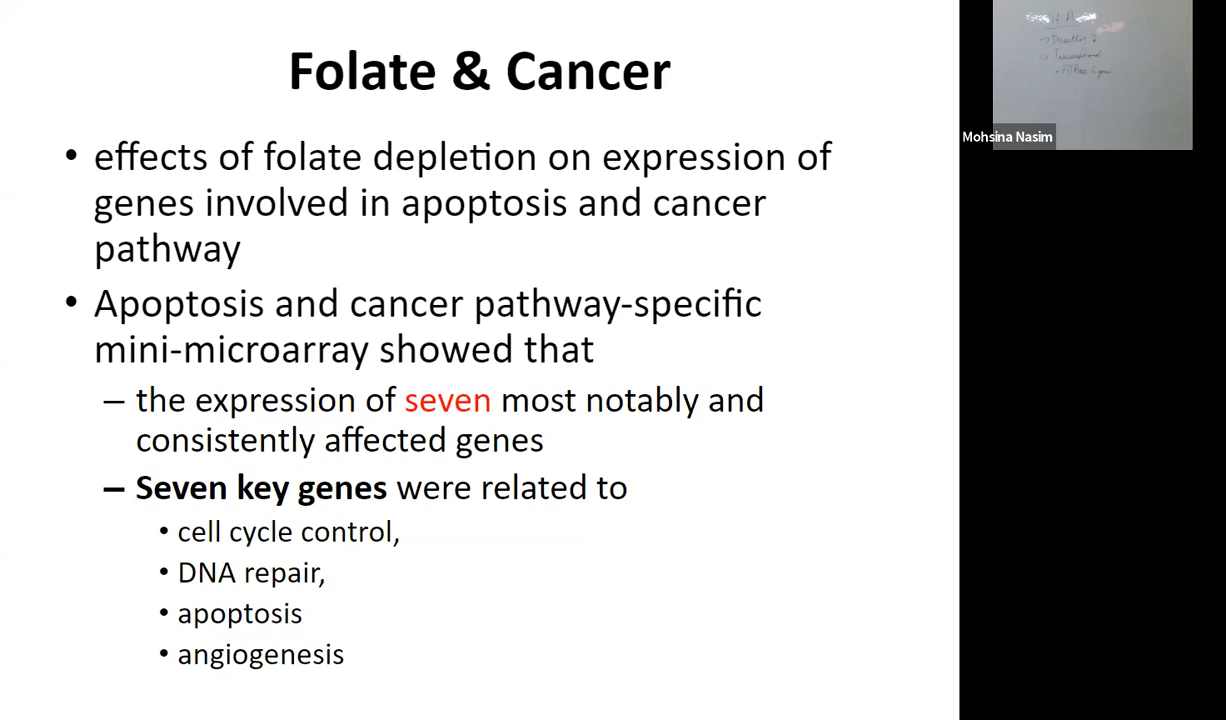 Folate & Cancer
• effects of folate depletion on expression of
genes involved in apoptosis and cancer
pathway
• Apoptosis and cancer pathway-specific
mini-microarray showed that
– the expression of seven most notably and
consistently affected genes
– Seven key genes were related to
• cell cycle control,
• DNA repair,
• apoptosis
• angiogenesis
Mohsina Nasim